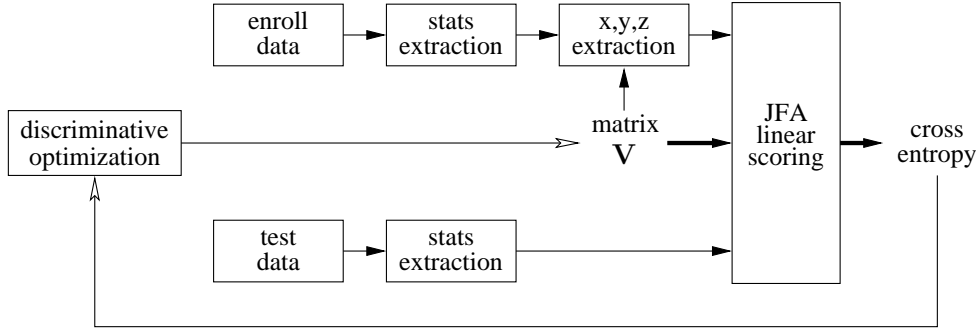 enroll
data
stats
extraction
x,y,z
extraction
discriminative
optimization
matrix
V
JFA
linear
scoring
cross
entropy
test
data
stats
extraction